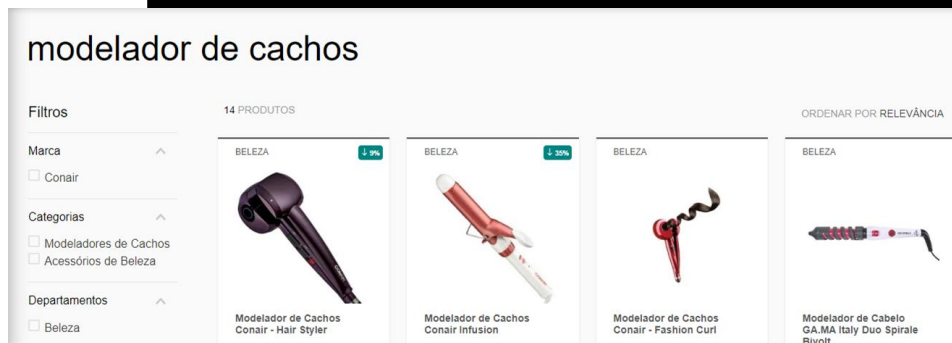 modelador de cachos
Filtros
14 PRODUTOS
ORDENAR POR RELEVÂNCIA
Marca
Conair
Categorias
Modeladores de Cachos
Acessórios de Beleza
Departamentos
Beleza
BELEZA
↓ 9%
Modelador de Cachos
Conair - Hair Styler
BELEZA
↓ 35%
Modelador de Cachos
Conair Infusion
BELEZA
Modelador de Cachos
Conair - Fashion Curl
BELEZA
Modelador de Cabelo
GA.MA Italy Duo Spirale
Bivolt